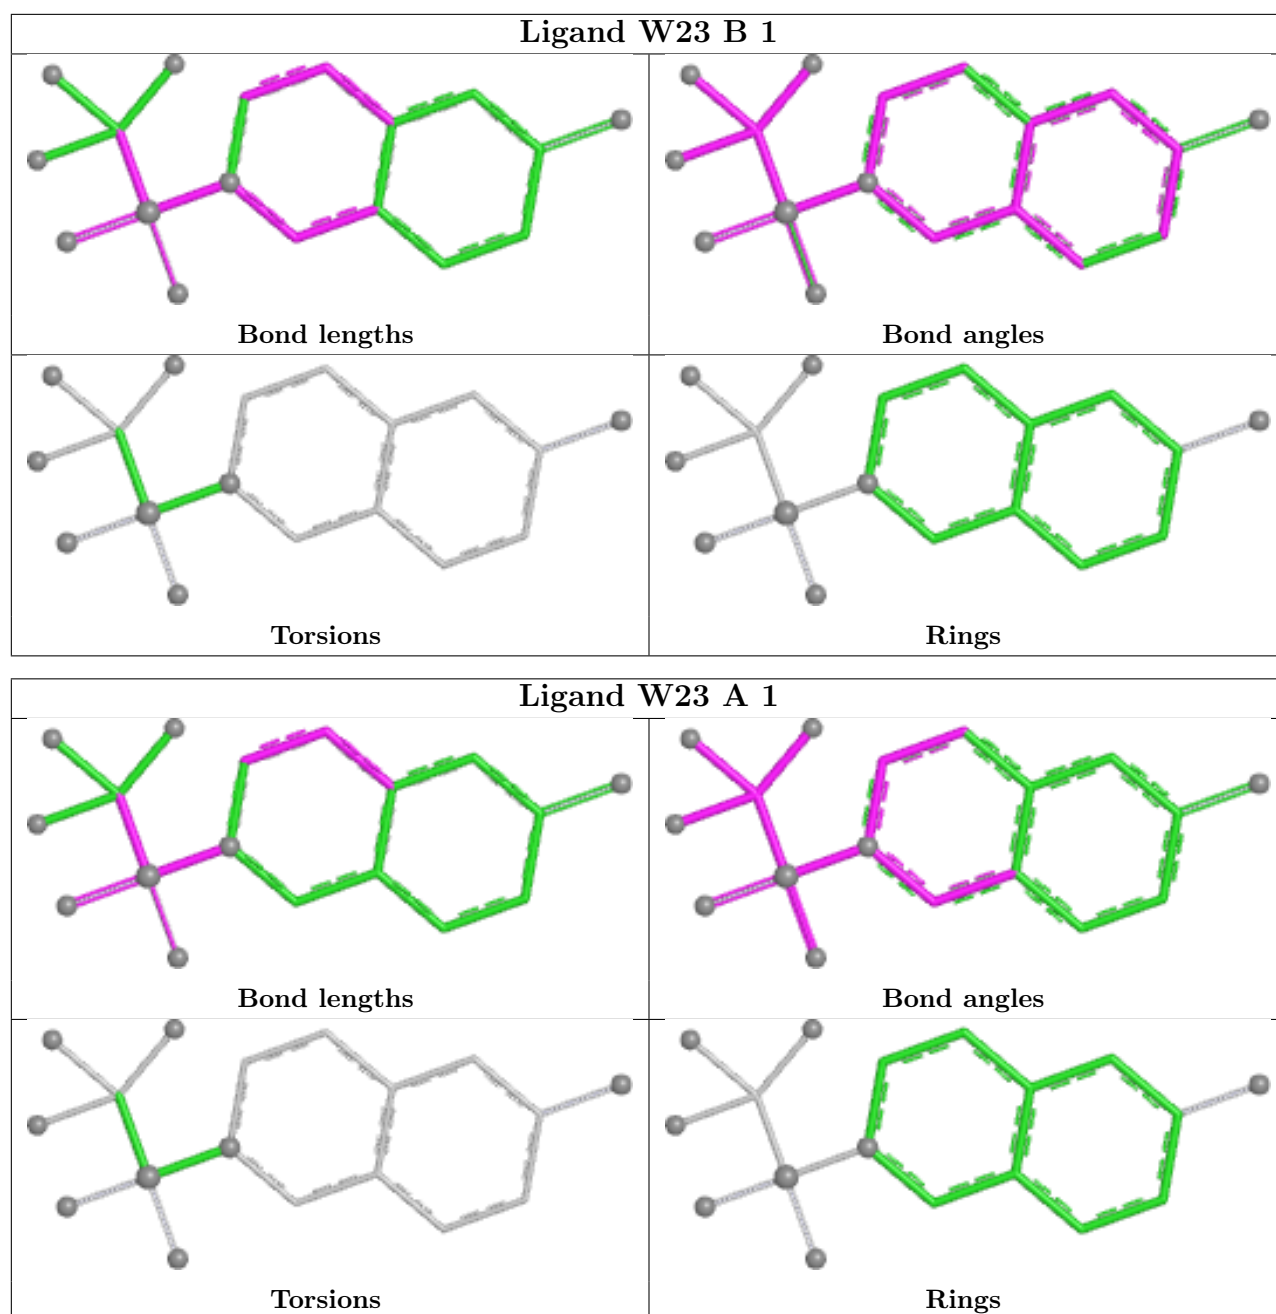 Ligand W23 B 1
Bond lengths
Bond angles
Torsions
Rings
Ligand W23 A 1
Bond lengths
Bond angles
Torsions
Rings